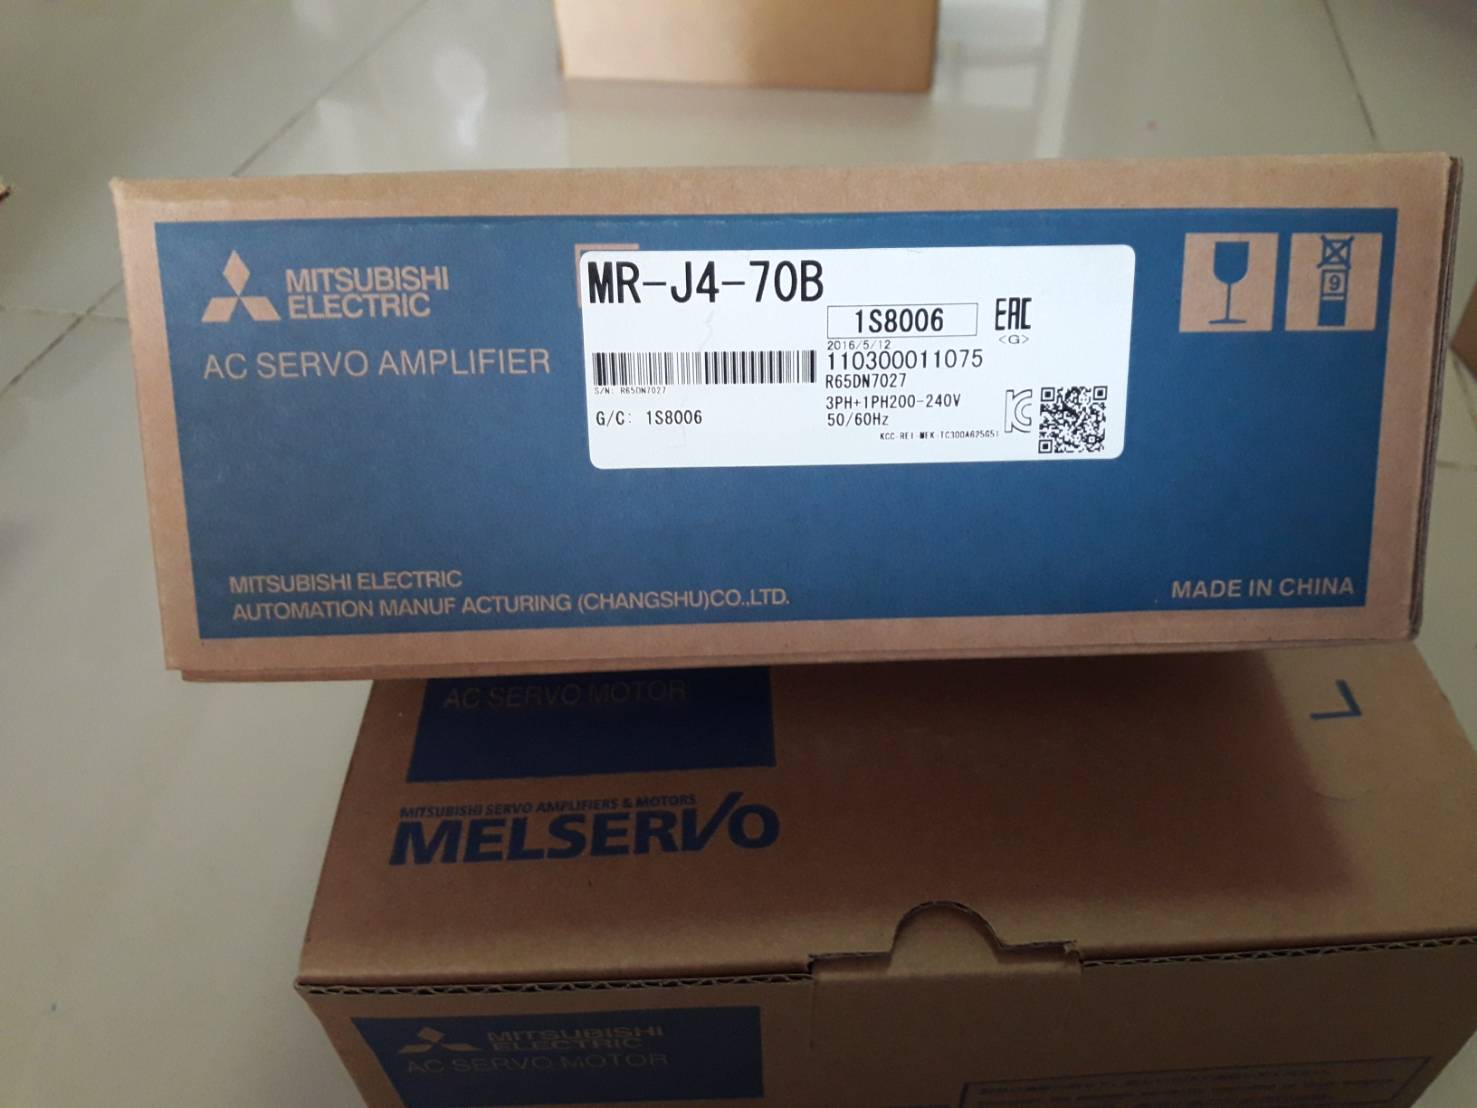 MITSUBISHI
ELECTRIC
AC SERVO AMPLIFIER
MR-J4-70B
1S8006
EAC
<G>
2016/5/12
110300011075
R65DN7027
S/N: R65DN7027
G/C: 1S8006
3PH+1PH200-240V
50/60Hz
9
MITSUBISHI ELECTRIC
AUTOMATION MANUF ACTURING (CHANGSHU)CO.,LTD.
MADE IN CHINA
AC SERVO MOTOR
MITSUBISHI SERVO AMPLIFIERS & MOTORS
MELSERVO
MITSUBISHI
ELECTRIC
AC SERVO MOTOR